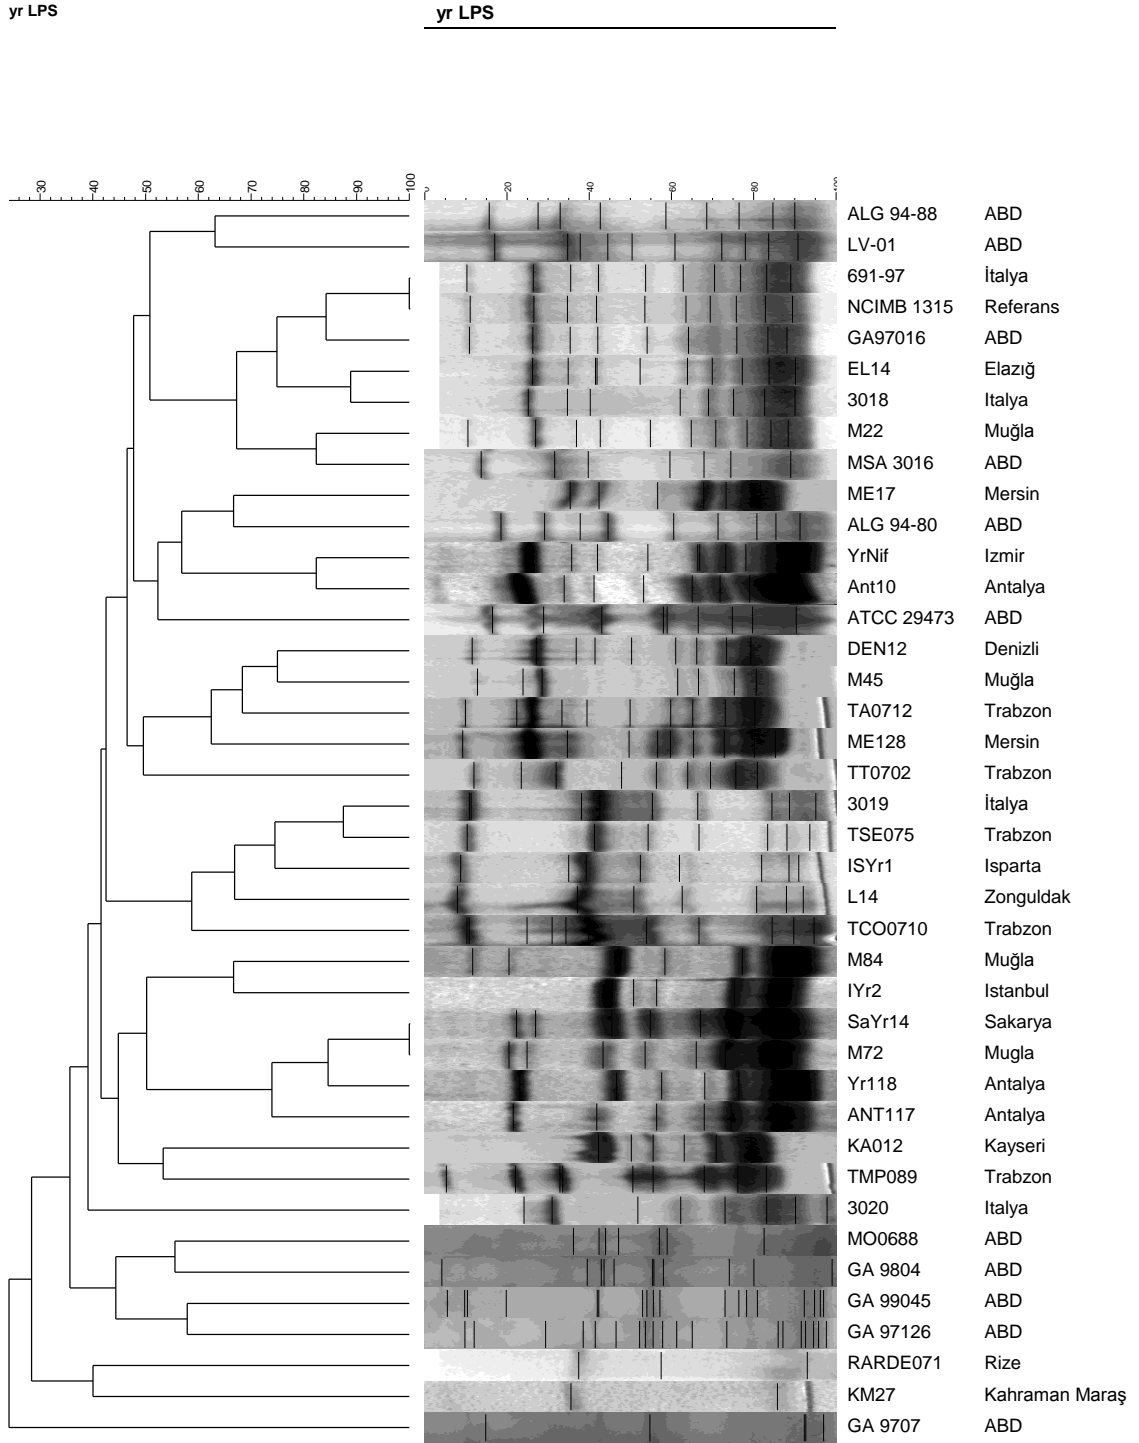 yr LPS yr LPS
30 40 50 60 70 80 90 100 0 20 40 60 80 100
ALG 94-88 ABD
LV-01 ABD
691-97 İtalya
NCIMB 1315 Referans
GA97016 ABD
EL14 Elazığ
3018 Italya
M22 Muğla
MSA 3016 ABD
ME17 Mersin
ALG 94-80 ABD
YrNif Izmir
Ant10 Antalya
ATCC 29473 ABD
DEN12 Denizli
M45 Muğla
TA0712 Trabzon
ME128 Mersin
TT0702 Trabzon
3019 İtalya
TSE075 Trabzon
ISYr1 Isparta
L14 Zonguldak
TCO0710 Trabzon
M84 Muğla
IYr2 Istanbul
SaYr14 Sakarya
M72 Mugla
Yr118 Antalya
ANT117 Antalya
KA012 Kayseri
TMP089 Trabzon
3020 Italya
MO0688 ABD
GA 9804 ABD
GA 99045 ABD
GA 97126 ABD
RARDE071 Rize
KM27 Kahraman Maraş
GA 9707 ABD